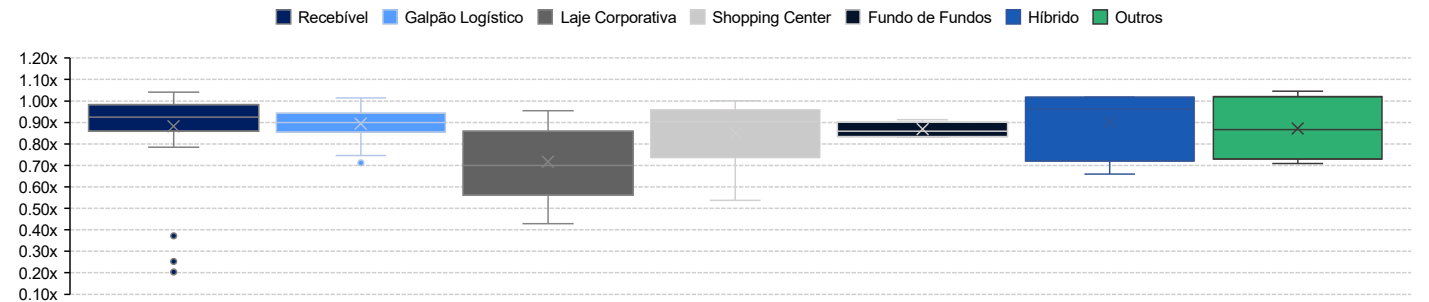 Recebível Galpão Logístico Laje Corporativa Shopping Center Fundo de Fundos Híbrido Outros
1.20x
1.10x
1.00x
0.90x
0.80x
0.70x
0.60x
0.50x
0.40x
0.30x
0.20x
0.10x